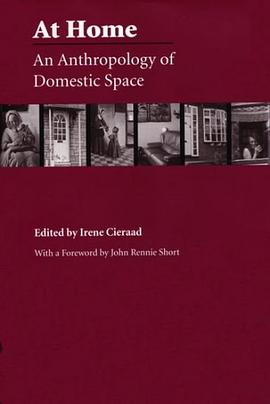 At Home
An Anthropology of
Domestic Space
Edited by Irene Cieraad
With a Foreword by John Rennie Short